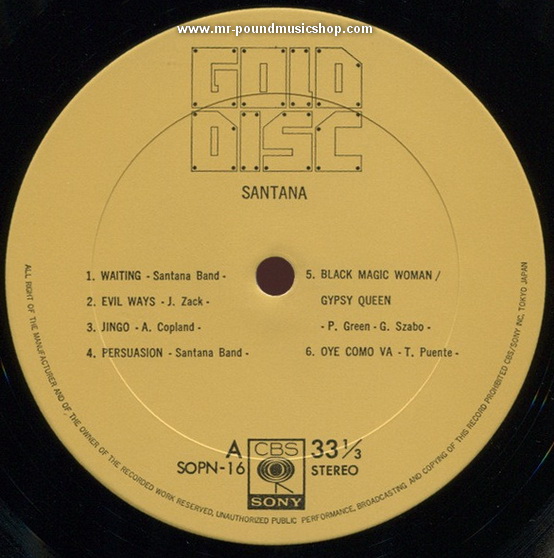 www.mr-poundmusicshop.com
GOLD
DISC
SANTANA
1. WAITING - Santana Band -
2. EVIL WAYS - J. Zack -
3. JINGO - A. Copland -
4. PERSUASION - Santana Band -
5. BLACK MAGIC WOMAN /
GYPSY QUEEN
- P. Green - G. Szabo -
6. OYE COMO VA - T. Puente -
A
SOPN-16
CBS
SONY
33 1/3
STEREO
ALL RIGHT OF THE MANUFACTURER AND OF THE OWNER OF THE RECORDED WORK RESERVED, UNAUTHORIZED PUBLIC PERFORMANCE, BROADCASTING AND COPYING OF THIS RECORD PROHIBITED CBS/SONY INC. TOKYO JAPAN